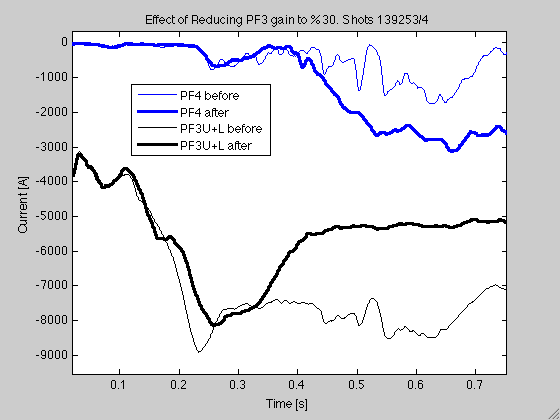 Effect of Reducing PF3 gain to %30. Shots 139253/4
0
-1000
-2000
-3000
-4000
-5000
-6000
-7000
-8000
-9000
Current [A]
PF4 before
PF4 after
PF3U+L before
PF3U+L after
0.1 0.2 0.3 0.4 0.5 0.6 0.7
Time [s]